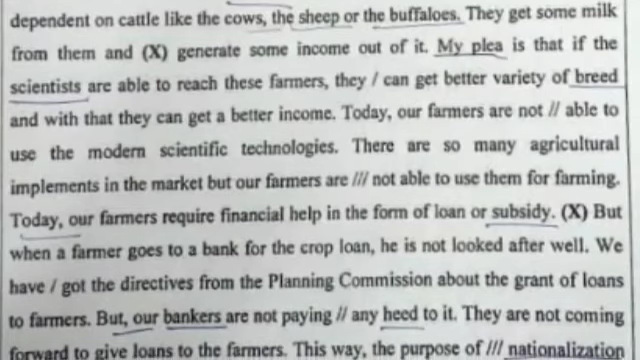 dependent on cattle like the cows, the sheep or the buffaloes. They get some milk
from them and (X) generate some income out of it. My plea is that if the
scientists are able to reach these farmers, they / can get better variety of breed
and with that they can get a better income. Today, our farmers are not // able to
use the modern scientific technologies. There are so many agricultural
implements in the market but our farmers are /// not able to use them for farming.
Today, our farmers require financial help in the form of loan or subsidy. (X) But
when a farmer goes to a bank for the crop loan, he is not looked after well. We
have / got the directives from the Planning Commission about the grant of loans
to farmers. But, our bankers are not paying // any heed to it. They are not coming
forward to give loans to the farmers. This way, the purpose of /// nationalization